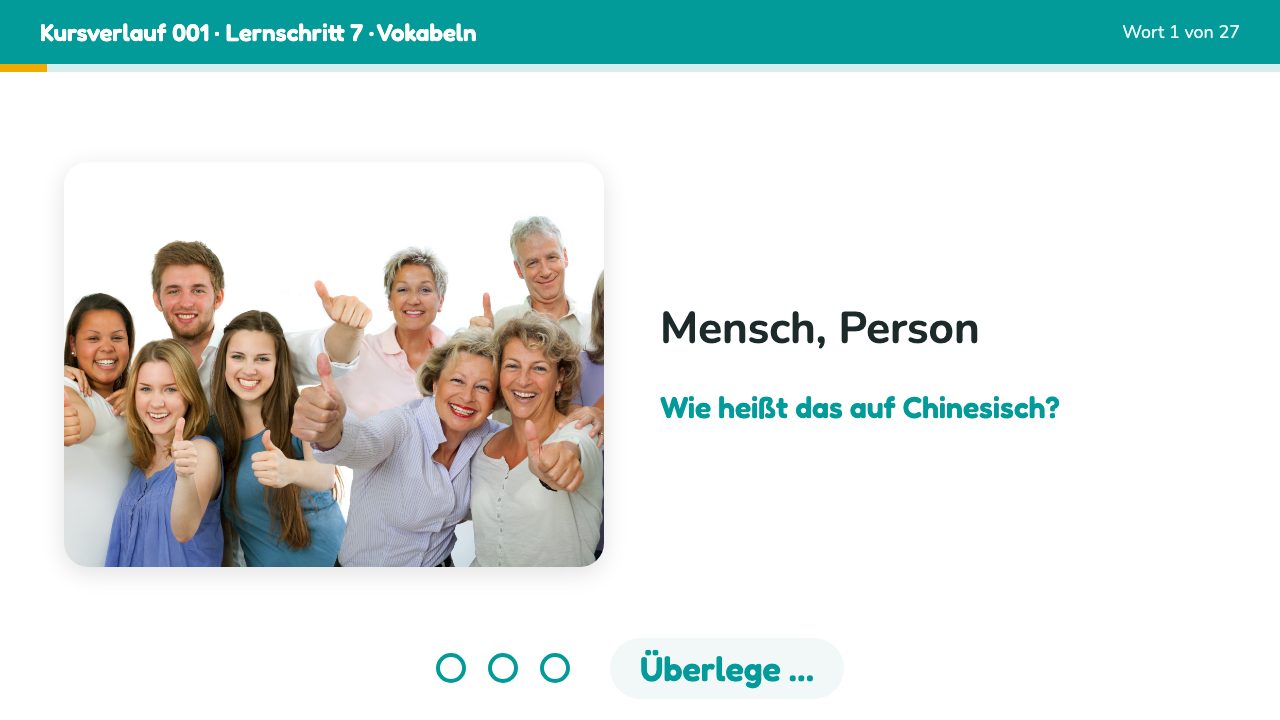 Kursverlauf 001 · Lernschritt 7 · Vokabeln
Wort 1 von 27
Mensch, Person
Wie heißt das auf Chinesisch?
Überlege ...